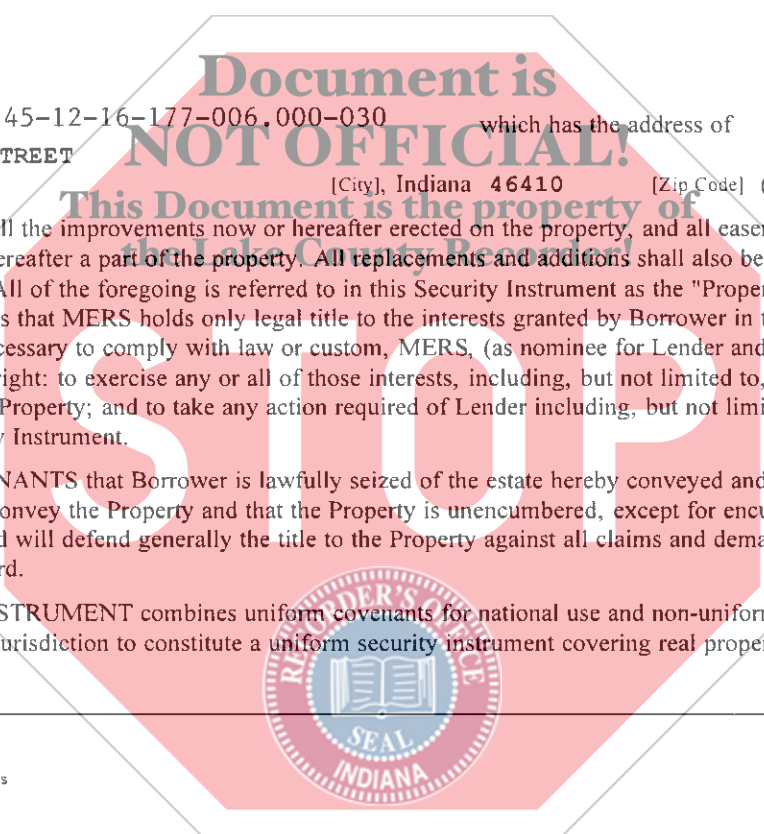 Document is
45-12-16-177-006.000-030 which has the address of
TREET
NOT OFFICIAL!
[City], Indiana 46410 [Zip Code] (
This Document is the property of
ll the improvements now or hereafter erected on the property, and all easer
the Lake County Recorder!
ereafter a part of the property. All replacements and additions shall also be
All of the foregoing is referred to in this Security Instrument as the "Proper
s that MERS holds only legal title to the interests granted by Borrower in t
cessary to comply with law or custom, MERS, (as nominee for Lender and
ight: to exercise any or all of those interests, including, but not limited to,
Property; and to take any action required of Lender including, but not limi
y Instrument.
STOP
NANTS that Borrower is lawfully seized of the estate hereby conveyed and
onvey the Property and that the Property is unencumbered, except for encu
d will defend generally the title to the Property against all claims and dema
rd.
STRUMENT combines uniform covenants for national use and non-uniform
urisdiction to constitute a uniform security instrument covering real proper
RECORDER'S OFFICE
SEAL
INDIANA
s